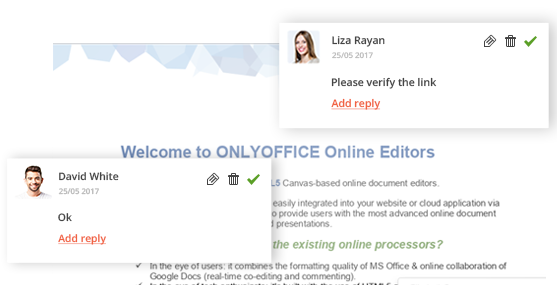 Liza Rayan
25/05 2017
Please verify the link
Add reply
Welcome to ONLYOFFICE Online Editors
David White
25/05 2017
Ok
Add reply
L5 Canvas-based online document editors.
easily integrated into your website or cloud application via
to provide users with the most advanced online document
presentations.
the existing online processors?
In the eye of users: it combines the formatting quality of MS Office & online collaboration of
Google Docs (real-time co-editing and commenting).